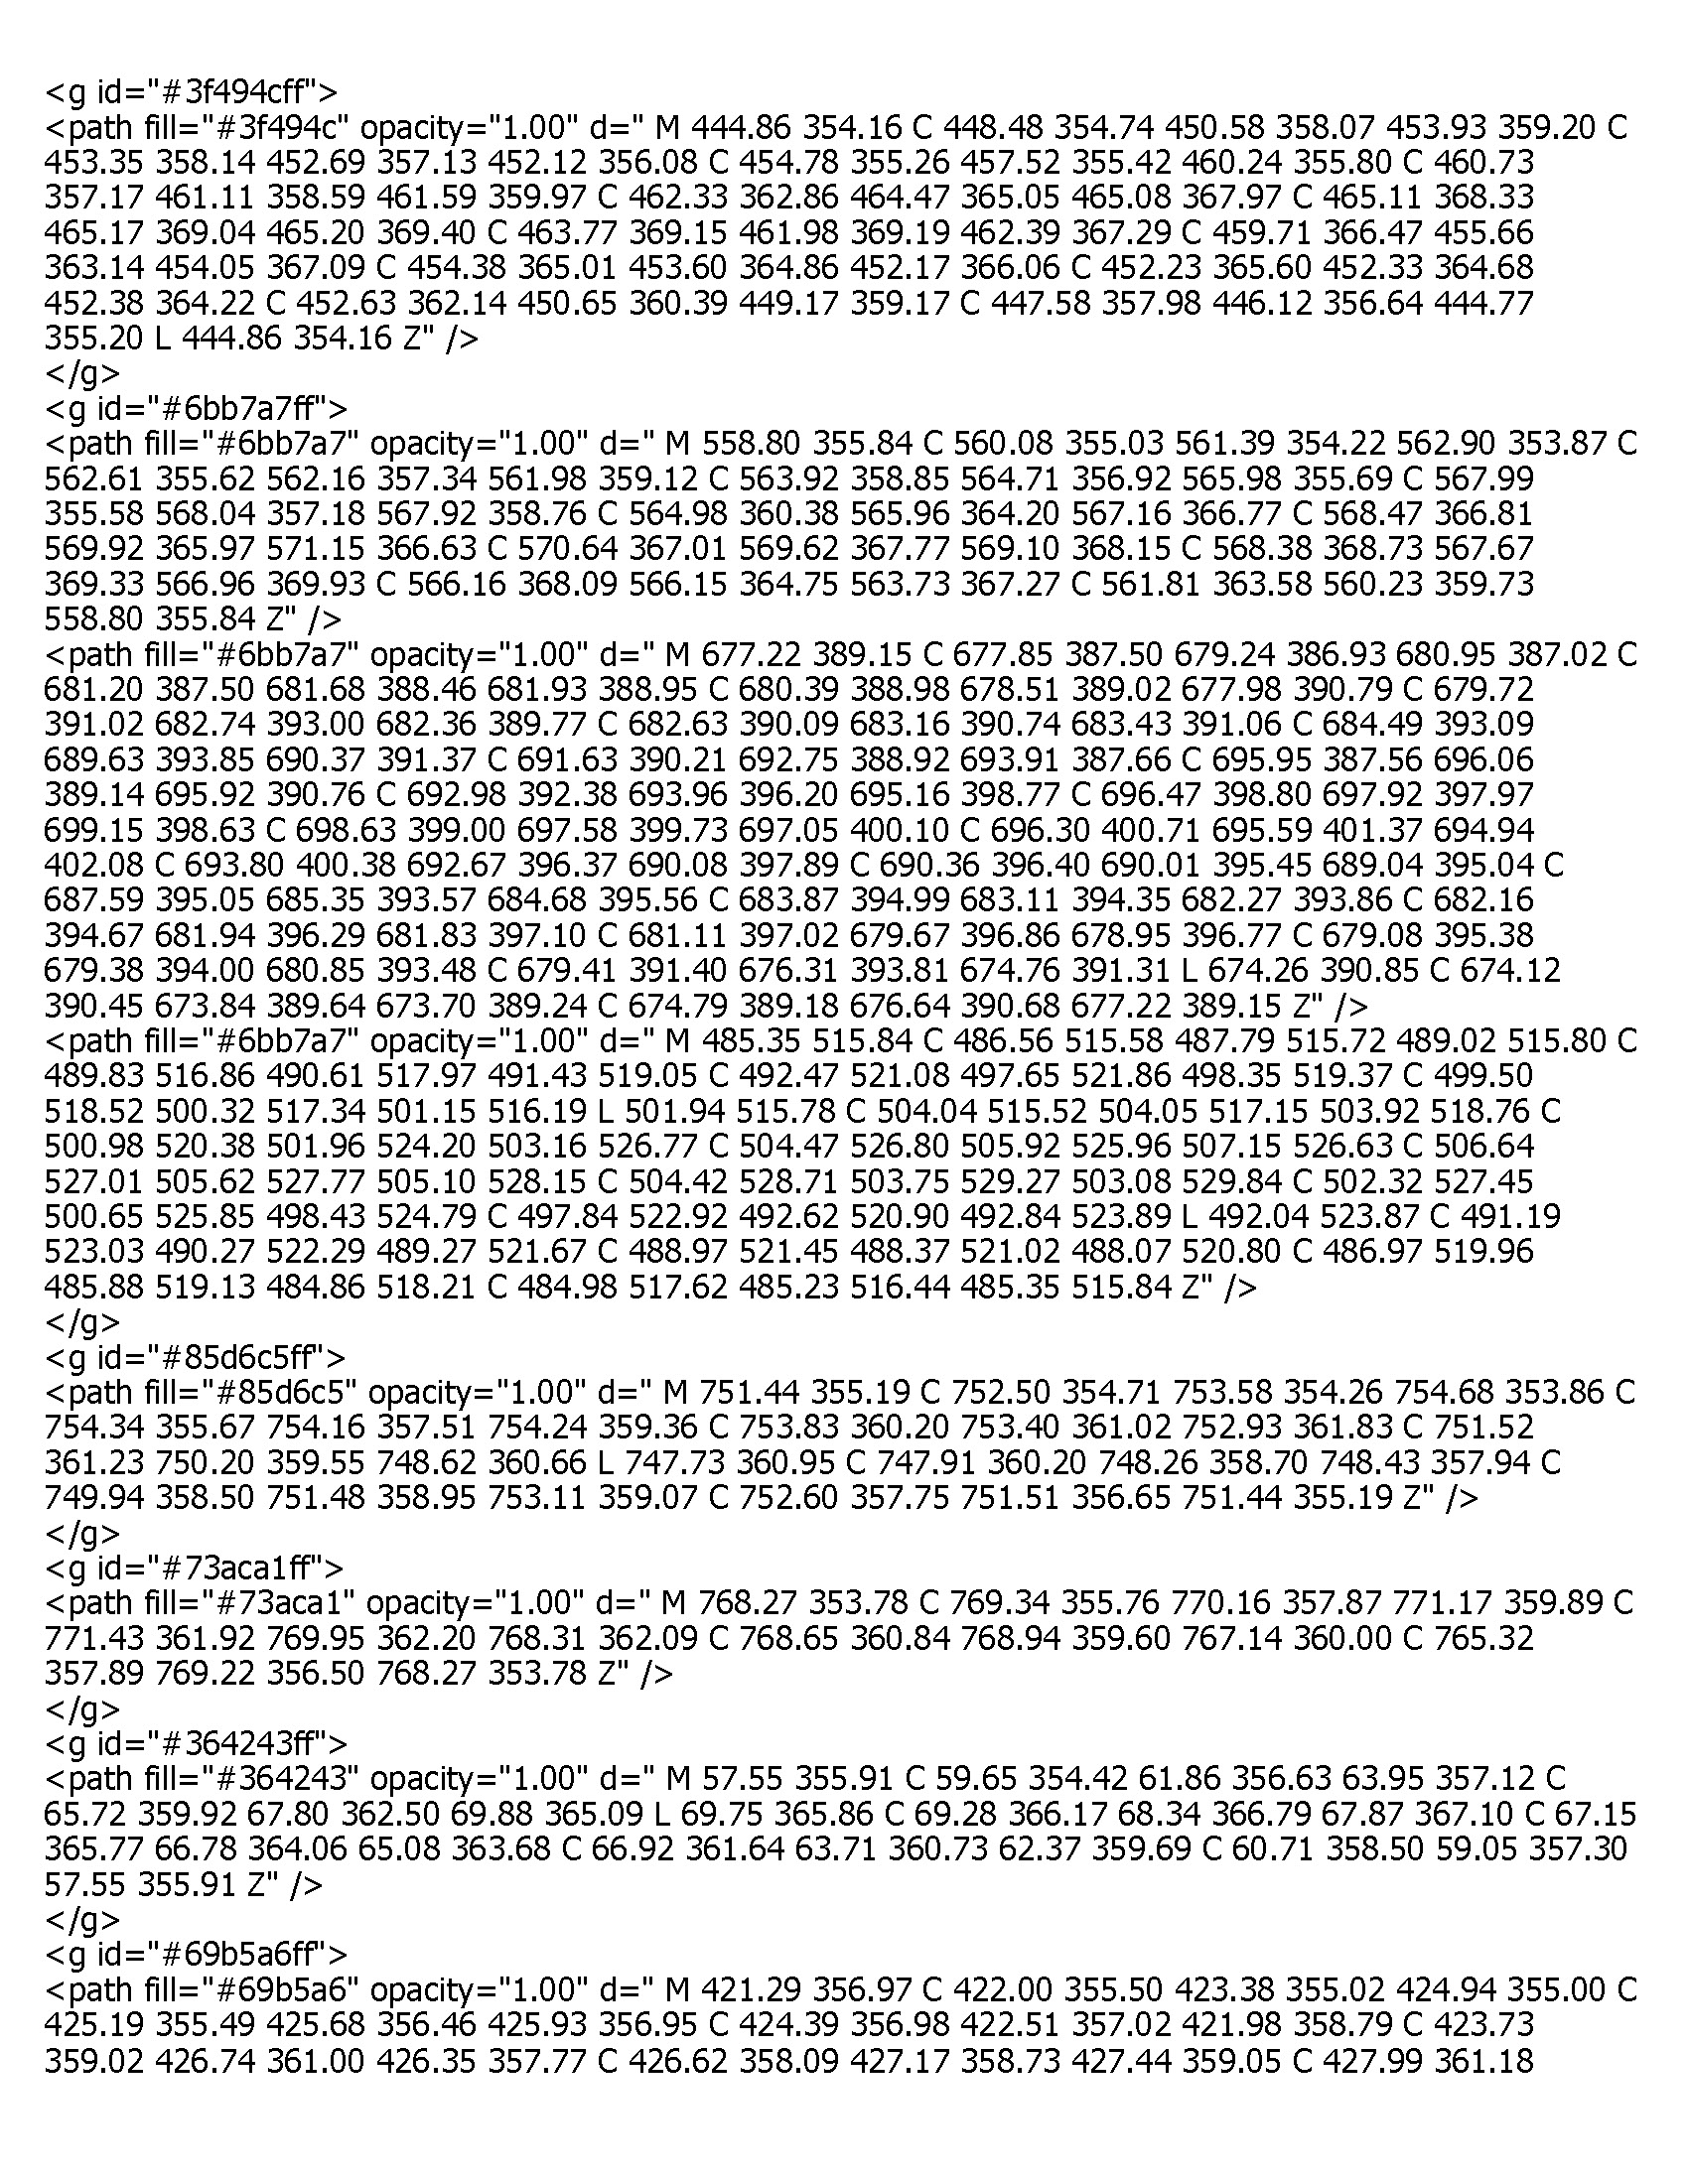 <g id="#3f494cff">
<path fill="#3f494c" opacity="1.00" d=" M 444.86 354.16 C 448.48 354.74 450.58 358.07 453.93 359.20 C
453.35 358.14 452.69 357.13 452.12 356.08 C 454.78 355.26 457.52 355.42 460.24 355.80 C 460.73
357.17 461.11 358.59 461.59 359.97 C 462.33 362.86 464.47 365.05 465.08 367.97 C 465.11 368.33
465.17 369.04 465.20 369.40 C 463.77 369.15 461.98 369.19 462.39 367.29 C 459.71 366.47 455.66
363.14 454.05 367.09 C 454.38 365.01 453.60 364.86 452.17 366.06 C 452.23 365.60 452.33 364.68
452.38 364.22 C 452.63 362.14 450.65 360.39 449.17 359.17 C 447.58 357.98 446.12 356.64 444.77
355.20 L 444.86 354.16 Z" />
</g>
<g id="#6bb7a7ff">
<path fill="#6bb7a7" opacity="1.00" d=" M 558.80 355.84 C 560.08 355.03 561.39 354.22 562.90 353.87 C
562.61 355.62 562.16 357.34 561.98 359.12 C 563.92 358.85 564.71 356.92 565.98 355.69 C 567.99
355.58 568.04 357.18 567.92 358.76 C 564.98 360.38 565.96 364.20 567.16 366.77 C 568.47 366.81
569.92 365.97 571.15 366.63 C 570.64 367.01 569.62 367.77 569.10 368.15 C 568.38 368.73 567.67
369.33 566.96 369.93 C 566.16 368.09 566.15 364.75 563.73 367.27 C 561.81 363.58 560.23 359.73
558.80 355.84 Z" />
<path fill="#6bb7a7" opacity="1.00" d=" M 677.22 389.15 C 677.85 387.50 679.24 386.93 680.95 387.02 C
681.20 387.50 681.68 388.46 681.93 388.95 C 680.39 388.98 678.51 389.02 677.98 390.79 C 679.72
391.02 682.74 393.00 682.36 389.77 C 682.63 390.09 683.16 390.74 683.43 391.06 C 684.49 393.09
689.63 393.85 690.37 391.37 C 691.63 390.21 692.75 388.92 693.91 387.66 C 695.95 387.56 696.06
389.14 695.92 390.76 C 692.98 392.38 693.96 396.20 695.16 398.77 C 696.47 398.80 697.92 397.97
699.15 398.63 C 698.63 399.00 697.58 399.73 697.05 400.10 C 696.30 400.71 695.59 401.37 694.94
402.08 C 693.80 400.38 692.67 396.37 690.08 397.89 C 690.36 396.40 690.01 395.45 689.04 395.04 C
687.59 395.05 685.35 393.57 684.68 395.56 C 683.87 394.99 683.11 394.35 682.27 393.86 C 682.16
394.67 681.94 396.29 681.83 397.10 C 681.11 397.02 679.67 396.86 678.95 396.77 C 679.08 395.38
679.38 394.00 680.85 393.48 C 679.41 391.40 676.31 393.81 674.76 391.31 L 674.26 390.85 C 674.12
390.45 673.84 389.64 673.70 389.24 C 674.79 389.18 676.64 390.68 677.22 389.15 Z" />
<path fill="#6bb7a7" opacity="1.00" d=" M 485.35 515.84 C 486.56 515.58 487.79 515.72 489.02 515.80 C
489.83 516.86 490.61 517.97 491.43 519.05 C 492.47 521.08 497.65 521.86 498.35 519.37 C 499.50
518.52 500.32 517.34 501.15 516.19 L 501.94 515.78 C 504.04 515.52 504.05 517.15 503.92 518.76 C
500.98 520.38 501.96 524.20 503.16 526.77 C 504.47 526.80 505.92 525.96 507.15 526.63 C 506.64
527.01 505.62 527.77 505.10 528.15 C 504.42 528.71 503.75 529.27 503.08 529.84 C 502.32 527.45
500.65 525.85 498.43 524.79 C 497.84 522.92 492.62 520.90 492.84 523.89 L 492.04 523.87 C 491.19
523.03 490.27 522.29 489.27 521.67 C 488.97 521.45 488.37 521.02 488.07 520.80 C 486.97 519.96
485.88 519.13 484.86 518.21 C 484.98 517.62 485.23 516.44 485.35 515.84 Z" />
</g>
<g id="#85d6c5ff">
<path fill="#85d6c5" opacity="1.00" d=" M 751.44 355.19 C 752.50 354.71 753.58 354.26 754.68 353.86 C
754.34 355.67 754.16 357.51 754.24 359.36 C 753.83 360.20 753.40 361.02 752.93 361.83 C 751.52
361.23 750.20 359.55 748.62 360.66 L 747.73 360.95 C 747.91 360.20 748.26 358.70 748.43 357.94 C
749.94 358.50 751.48 358.95 753.11 359.07 C 752.60 357.75 751.51 356.65 751.44 355.19 Z" />
</g>
<g id="#73aca1ff">
<path fill="#73aca1" opacity="1.00" d=" M 768.27 353.78 C 769.34 355.76 770.16 357.87 771.17 359.89 C
771.43 361.92 769.95 362.20 768.31 362.09 C 768.65 360.84 768.94 359.60 767.14 360.00 C 765.32
357.89 769.22 356.50 768.27 353.78 Z" />
</g>
<g id="#364243ff">
<path fill="#364243" opacity="1.00" d=" M 57.55 355.91 C 59.65 354.42 61.86 356.63 63.95 357.12 C
65.72 359.92 67.80 362.50 69.88 365.09 L 69.75 365.86 C 69.28 366.17 68.34 366.79 67.87 367.10 C 67.15
365.77 66.78 364.06 65.08 363.68 C 66.92 361.64 63.71 360.73 62.37 359.69 C 60.71 358.50 59.05 357.30
57.55 355.91 Z" />
</g>
<g id="#69b5a6ff">
<path fill="#69b5a6" opacity="1.00" d=" M 421.29 356.97 C 422.00 355.50 423.38 355.02 424.94 355.00 C
425.19 355.49 425.68 356.46 425.93 356.95 C 424.39 356.98 422.51 357.02 421.98 358.79 C 423.73
359.02 426.74 361.00 426.35 357.77 C 426.62 358.09 427.17 358.73 427.44 359.05 C 427.99 361.18